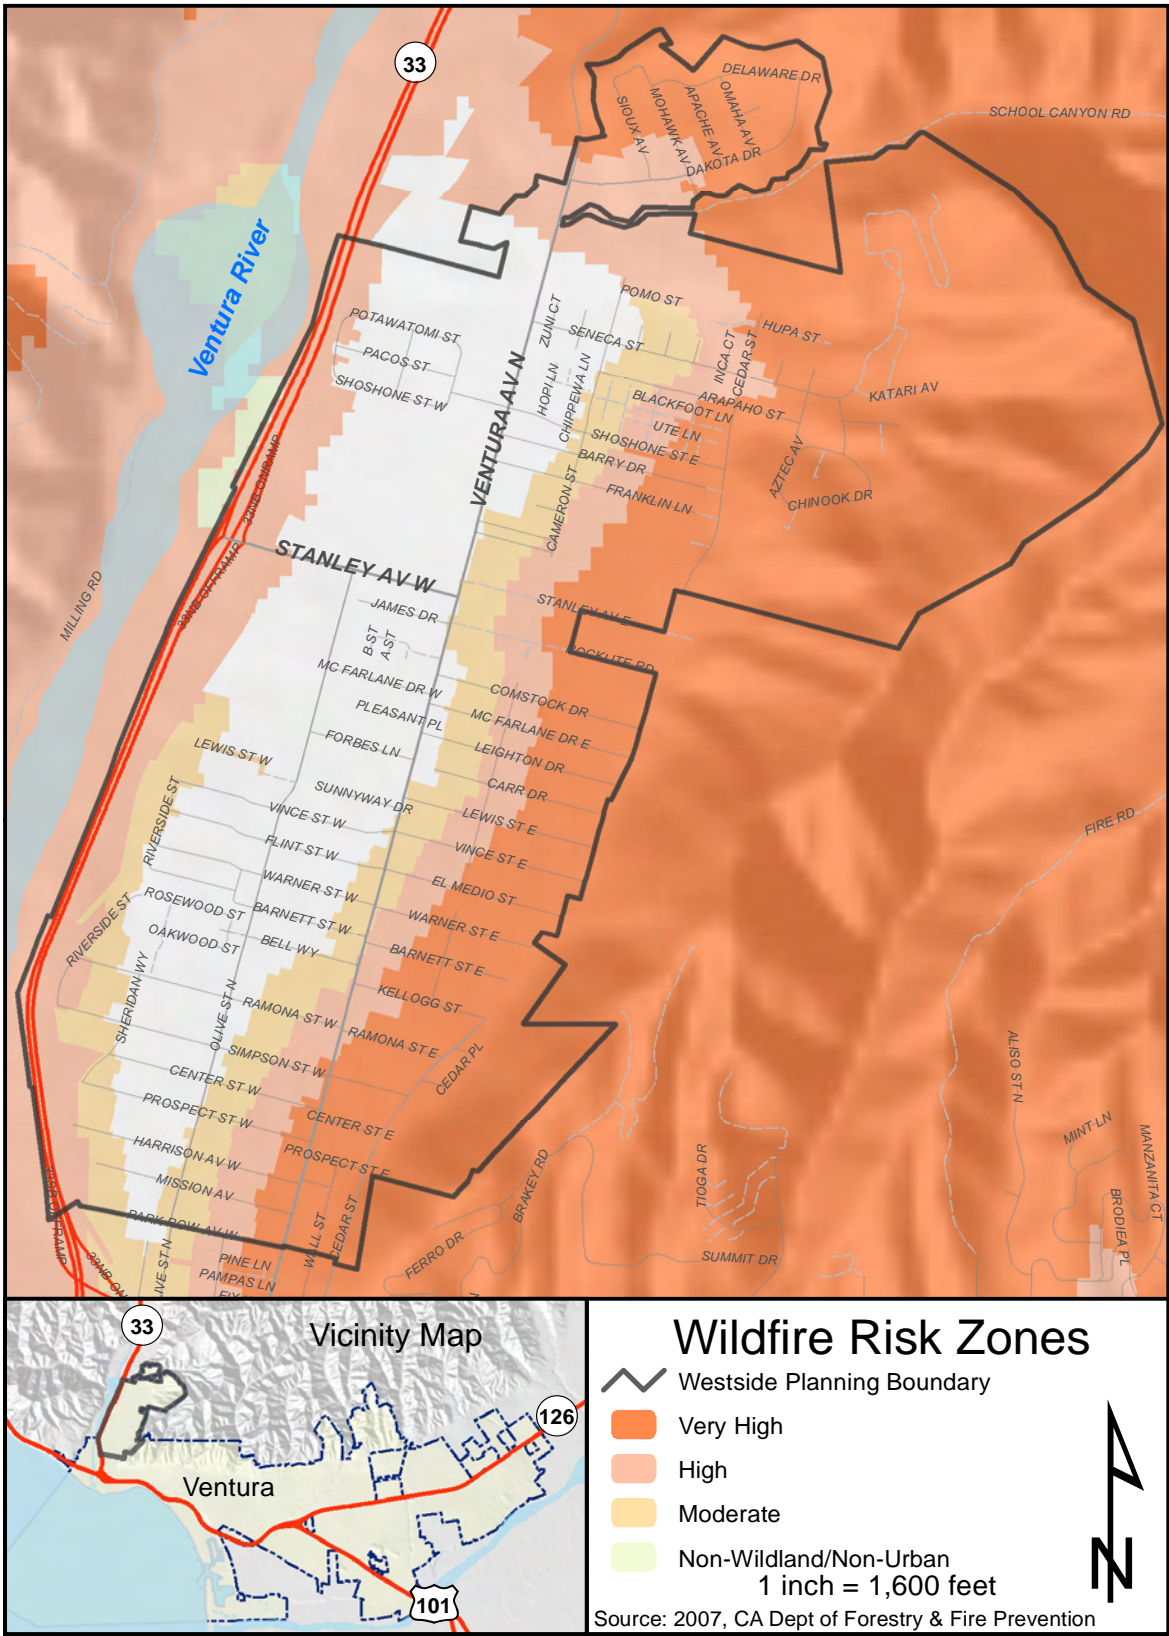 33
DELAWARE DR
SCHOOL CANYON RD
SIOUX AV
MOHAWK AV
APACHE AV
OMAHA AV
DAKOTA DR
Ventura River
POMO ST
POTAWATOMI ST
ZUNI CT
SENECA ST
HUPA ST
PACOS ST
INCA CT
CEDAR ST
SHOSHONE ST W
VENTURA AV N
HOPI LN
CHIPPEWA LN
BLACKFOOT LN
ARAPAHO ST
KATARI AV
UTE LN
SHOSHONE ST E
BARRY DR
AZTEC AV
FRANKLIN LN
CHINOOK DR
CAMERON ST
33NB ONRAMP
STANLEY AV W
33NB OFFRAMP
MILLING RD
JAMES DR
STANLEY AV E
B ST
A ST
ROCKLITE RD
MC FARLANE DR W
COMSTOCK DR
PLEASANT PL
MC FARLANE DR E
FORBES LN
LEIGHTON DR
LEWIS ST W
CARR DR
SUNNYWAY DR
RIVERSIDE ST
VINCE ST W
LEWIS ST E
FIRE RD
FLINT ST W
VINCE ST E
WARNER ST W
EL MEDIO ST
ROSEWOOD ST
BARNETT ST W
WARNER ST E
RIVERSIDE ST
OAKWOOD ST
BELL WY
BARNETT ST E
SHERIDAN WY
OLIVE ST N
KELLOGG ST
RAMONA ST W
RAMONA ST E
SIMPSON ST W
CEDAR PL
ALISO ST N
CENTER ST W
PROSPECT ST W
CENTER ST E
MINT LN
MANZANITA CT
HARRISON AV W
PROSPECT ST E
TIOGA DR
BRAKEY RD
MISSION AV
BRODIEA PL
PARK ROW AV W
WALL ST
CEDAR ST
FERRO DR
SUMMIT DR
PINE LN
PAMPAS LN
33
Vicinity Map
126
Ventura
101
Wildfire Risk Zones
Westside Planning Boundary
Very High
High
Moderate
Non-Wildland/Non-Urban
1 inch = 1,600 feet
N
Source: 2007, CA Dept of Forestry & Fire Prevention